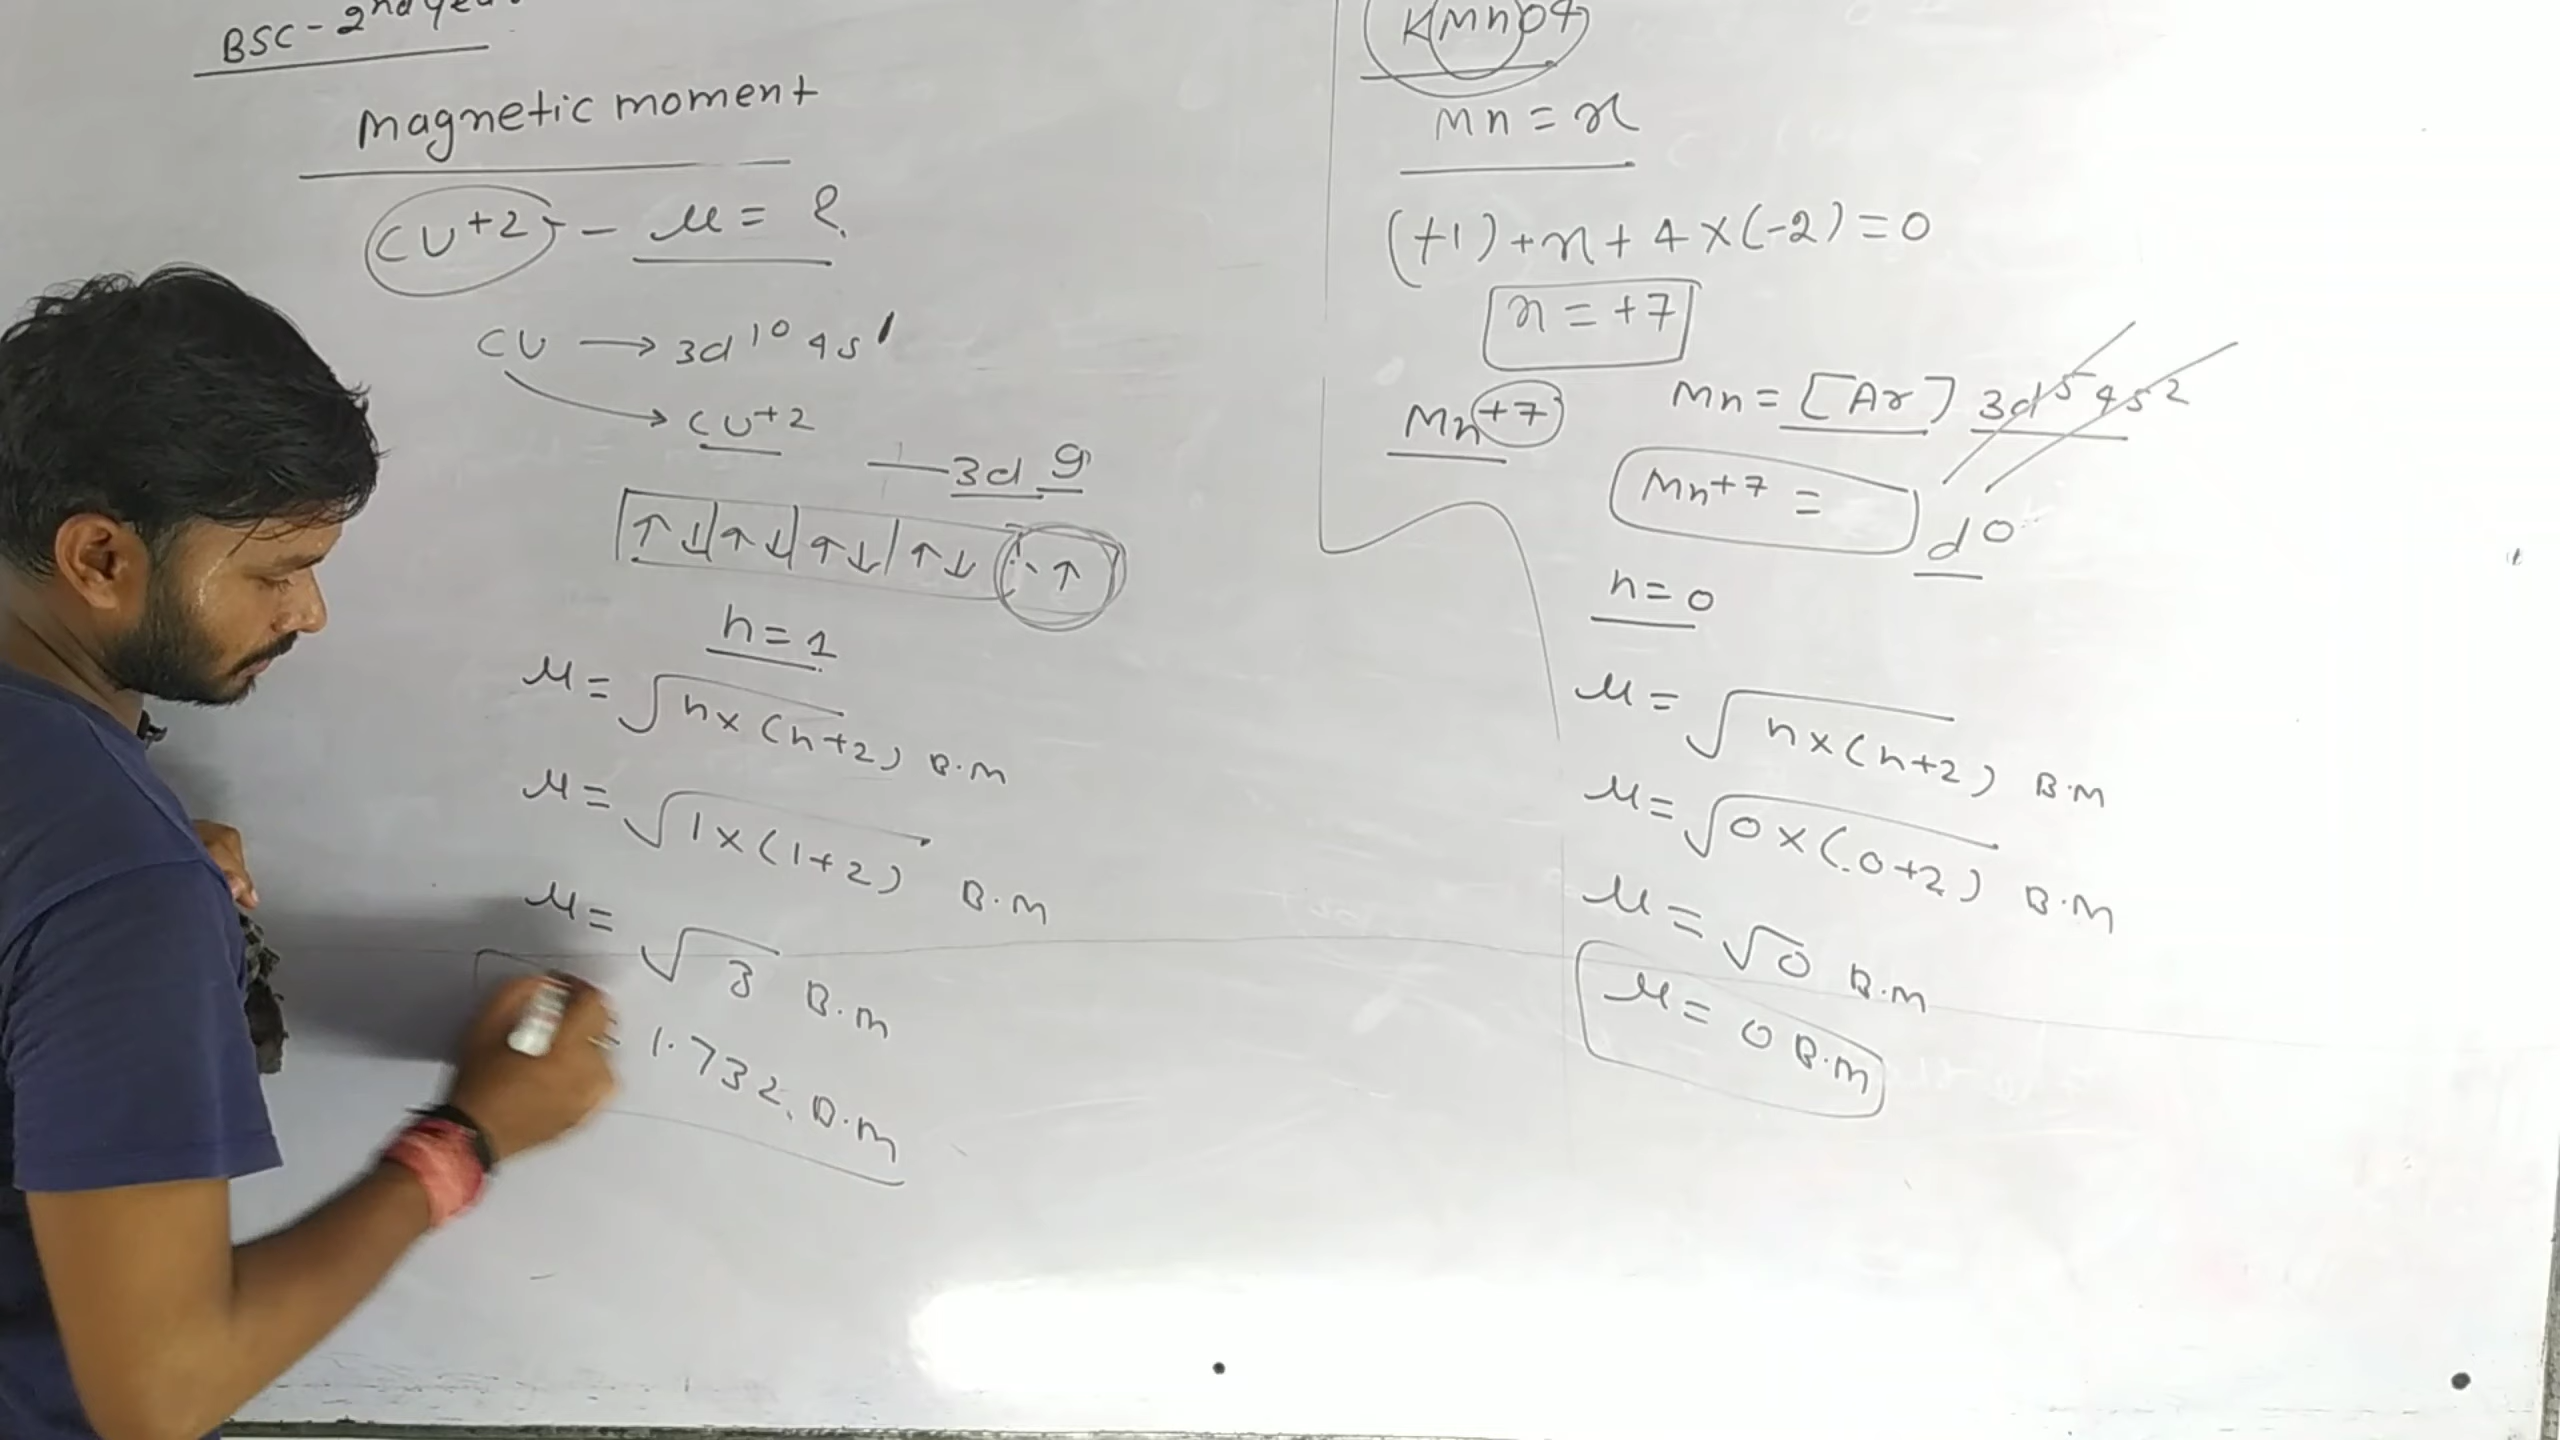 BSC - 2nd year
Magnetic moment
CU+2 - μ = ?
CU → 3d10 4s1
CU+2 — 3d 9
↑↓ ↑↓ ↑↓ ↑↓ ↑
n = 1
μ = √n×(n+2) B.M
μ = √1×(1+2) B.M
μ = √3 B.M
= 1.732 B.M
KMnO4
Mn = x
(+1) + x + 4×(-2) = 0
x = +7
Mn+7 Mn = [Ar] 3d5 4s2
Mn+7 = d0
n = 0
μ = √n×(n+2) B.M
μ = √0×(0+2) B.M
μ = √0 B.M
μ = 0 B.M